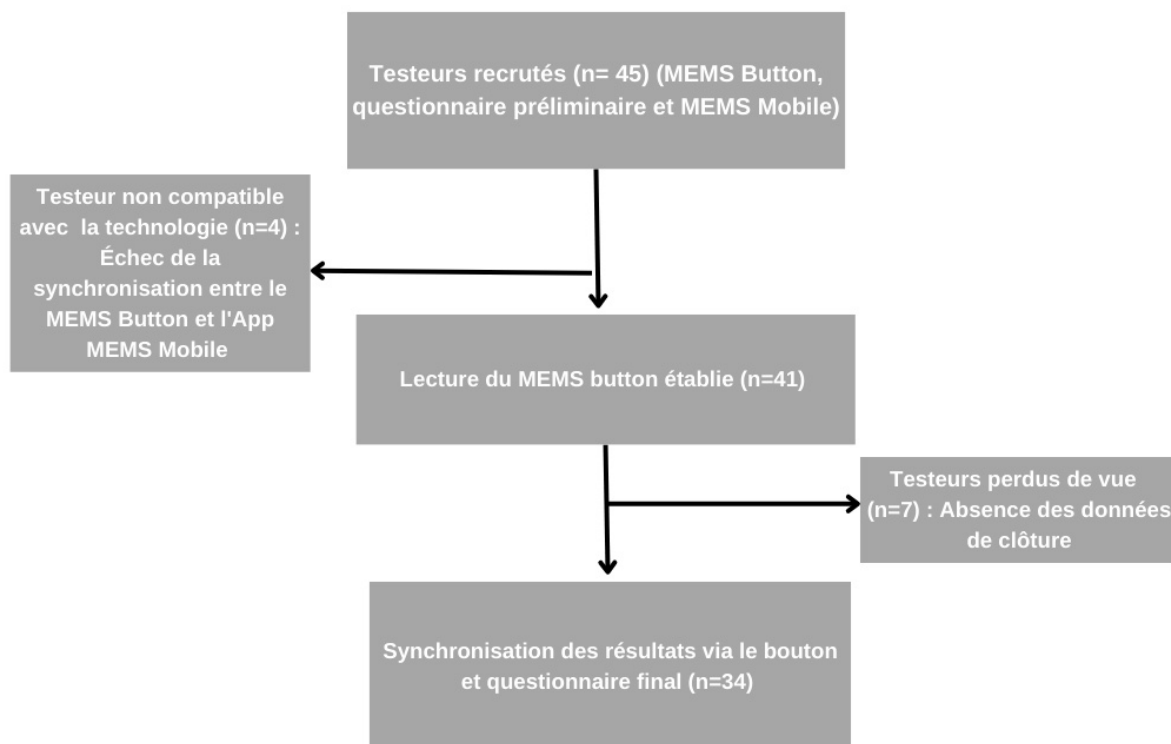 Testeurs recrutés (n= 45) (MEMS Button,
questionnaire préliminaire et MEMS Mobile)
Testeur non compatible
avec  la technologie (n=4) :
Échec de la
synchronisation entre le
MEMS Button et l'App
MEMS Mobile
Lecture du MEMS button établie (n=41)
Testeurs perdus de vue
(n=7) : Absence des données
de clôture
Synchronisation des résultats via le bouton
et questionnaire final (n=34)